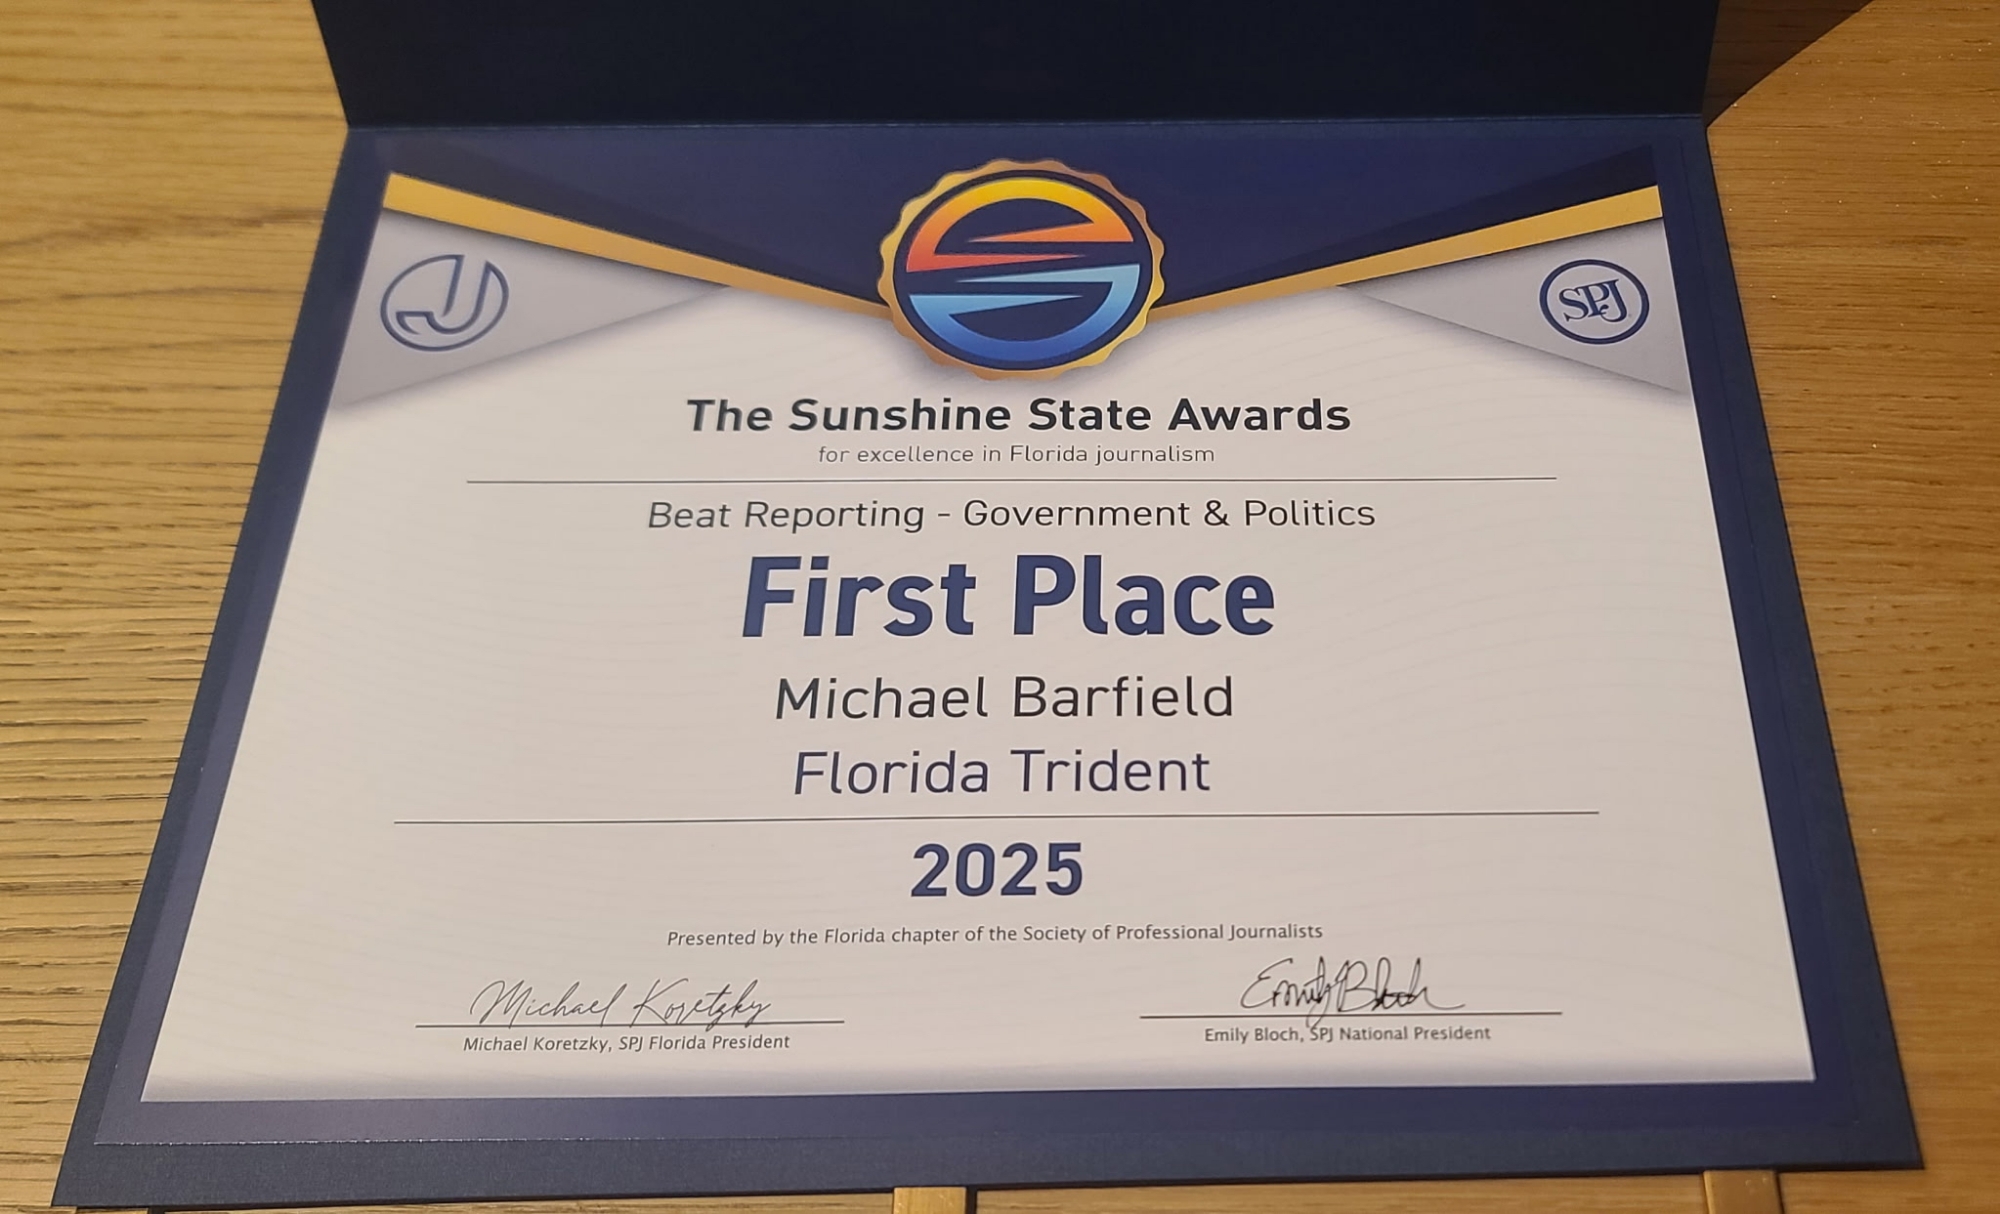 SPJ
The Sunshine State Awards
for excellence in Florida journalism
Beat Reporting - Government & Politics
First Place
Michael Barfield
Florida Trident
2025
Presented by the Florida chapter of the Society of Professional Journalists
Michael Koretzky
Emily Bloch
Michael Koretzky, SPJ Florida President
Emily Bloch, SPJ National President